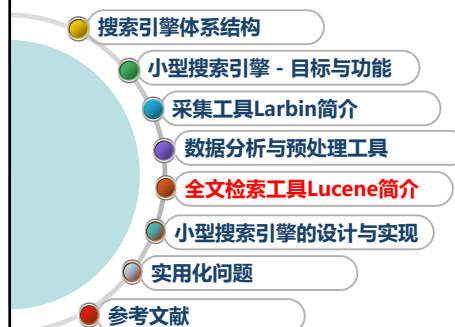 搜索引擎体系结构
小型搜索引擎 - 目标与功能
采集工具Larbin简介
数据分析与预处理工具
全文检索工具Lucene简介
小型搜索引擎的设计与实现
实用化问题
参考文献